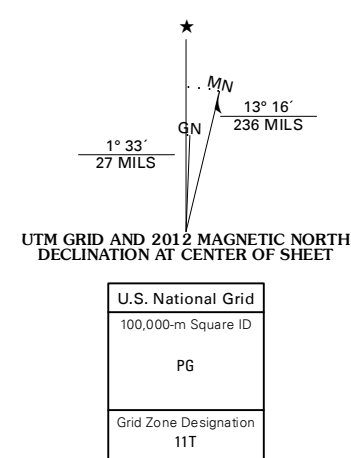 ★
MN
GN
13° 16´
236 MILS
1° 33´
27 MILS
UTM GRID AND 2012 MAGNETIC NORTH
DECLINATION AT CENTER OF SHEET
U.S. National Grid
100,000-m Square ID
PG
Grid Zone Designation
11T